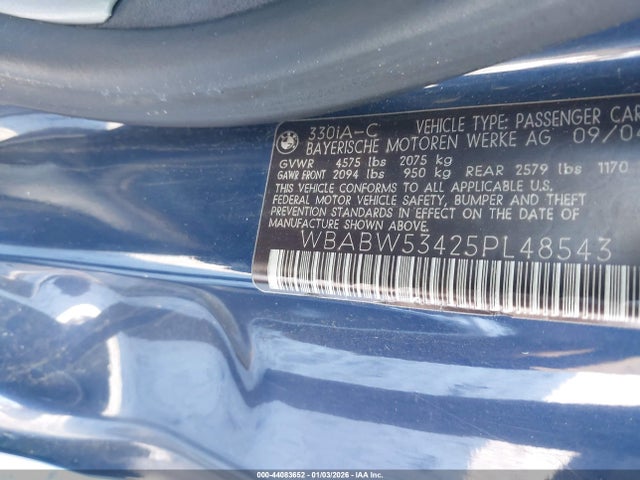 330iA-C VEHICLE TYPE: PASSENGER CAR
BAYERISCHE MOTOREN WERKE AG 09/0
GVWR 4575 lbs 2075 kg
GAWR FRONT 2094 lbs 950 kg REAR 2579 lbs 1170
THIS VEHICLE CONFORMS TO ALL APPLICABLE U.S.
FEDERAL MOTOR VEHICLE SAFETY, BUMPER AND THEFT
PREVENTION STANDARDS IN EFFECT ON THE DATE OF
MANUFACTURE SHOWN ABOVE.
WBABW53425PL48543
000-44083652 - 01/03/2026 - IAA Inc.